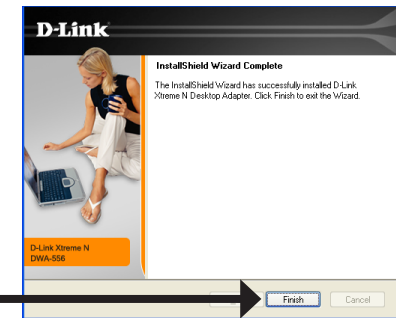 D-Link
InstallShield Wizard Complete
The InstallShield Wizard has successfully installed D-Link
Xtreme N Desktop Adapter. Click Finish to exit the Wizard.
D-Link Xtreme N
DWA-556
Finish
Cancel